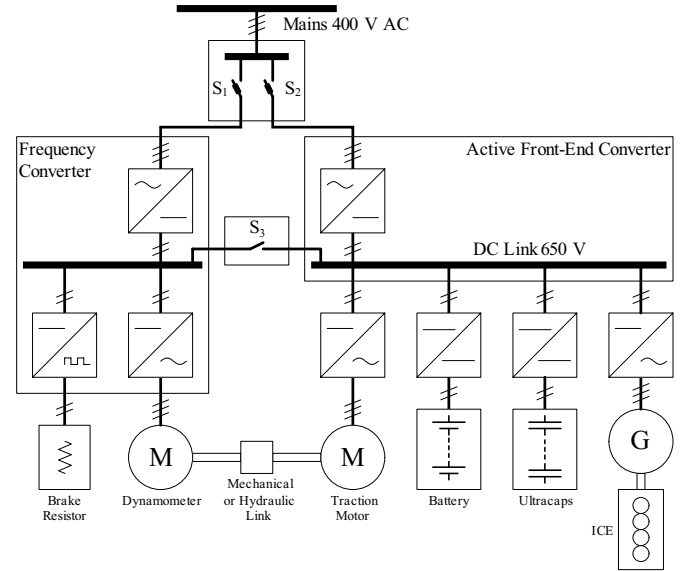 Mains 400 V AC
S1
S2
Frequency
Converter
Active Front-End Converter
S3
DC Link 650 V
M
M
G
Brake
Resistor
Dynamometer
Mechanical
or Hydraulic
Link
Traction
Motor
Battery
Ultracaps
ICE